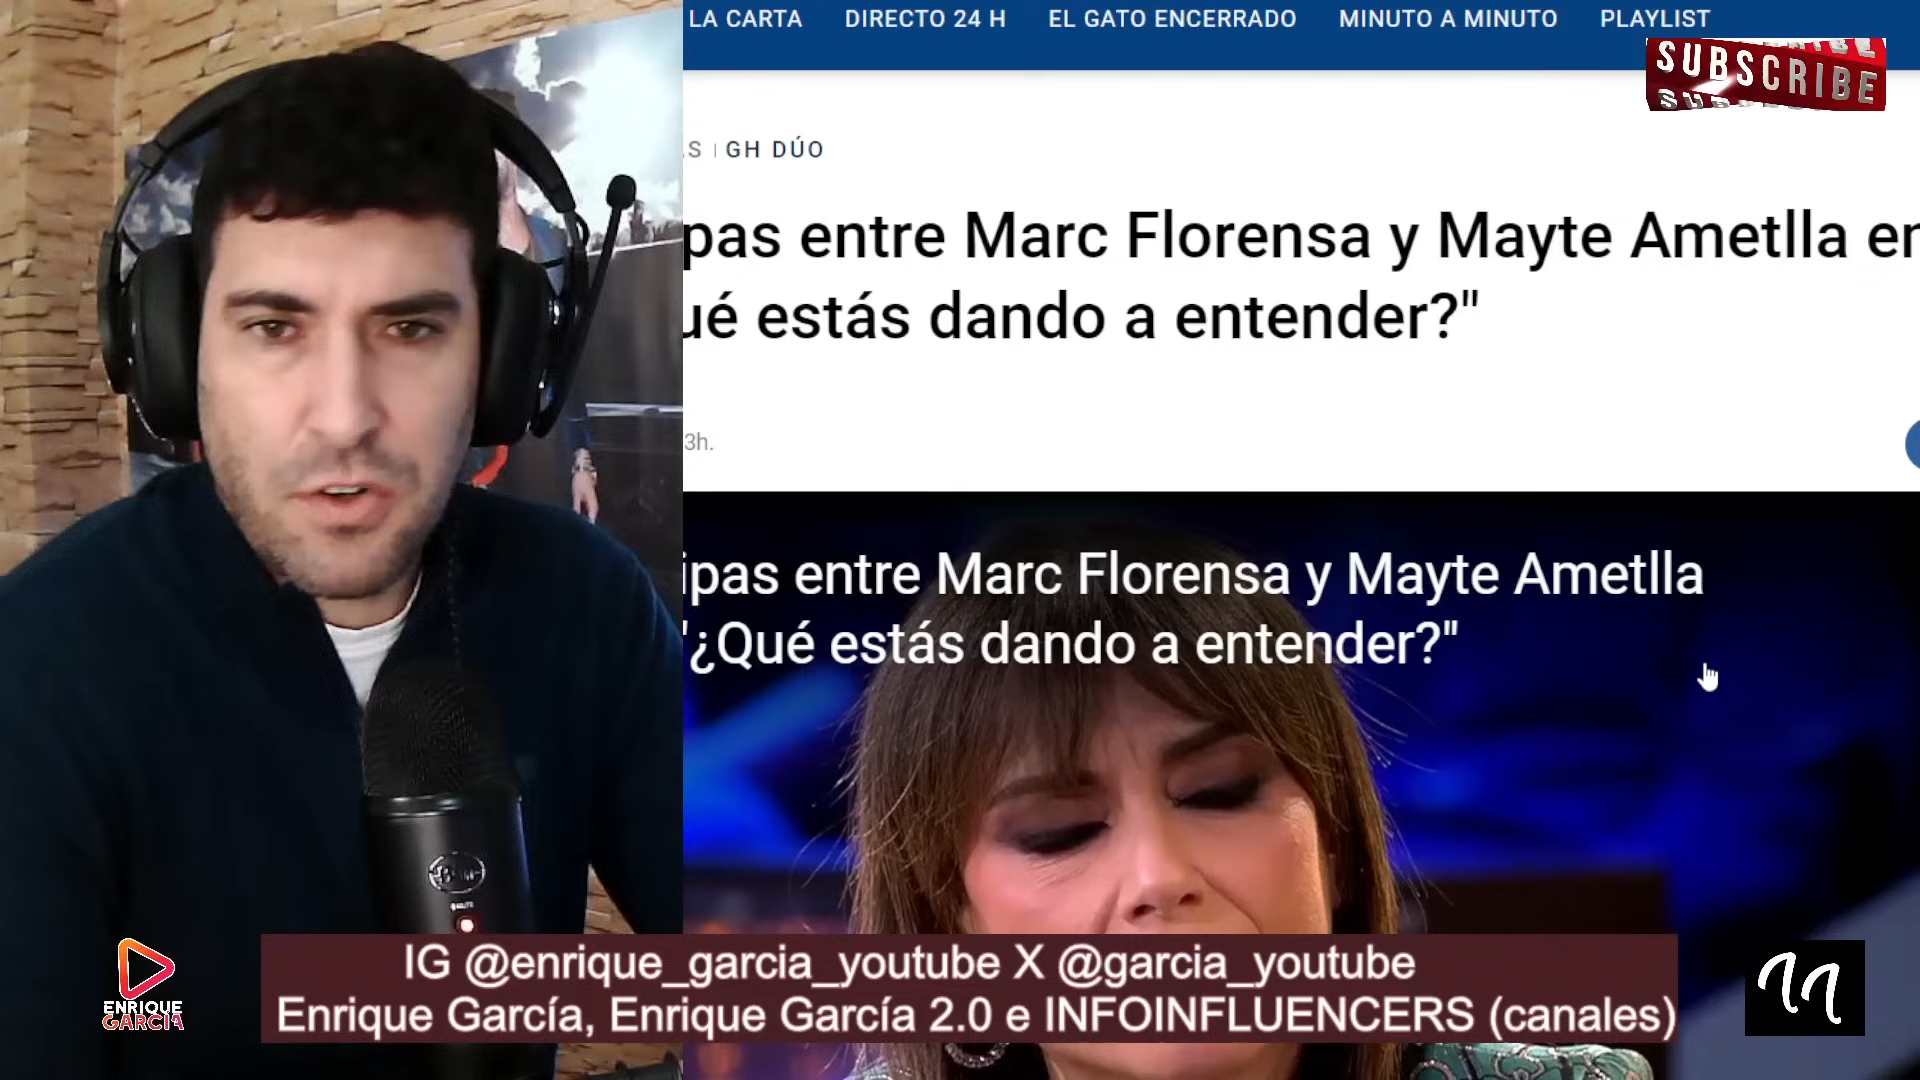 LA CARTA DIRECTO 24 H EL GATO ENCERRADO MINUTO A MINUTO PLAYLIST
SUBSCRIBE
GH DÚO
pas entre Marc Florensa y Mayte Ametlla en
ué estás dando a entender?"
3h.
ipas entre Marc Florensa y Mayte Ametlla
"¿Qué estás dando a entender?"
IG @enrique_garcia_youtube X @garcia_youtube
Enrique García, Enrique García 2.0 e INFOINFLUENCERS (canales)
ENRIQUE
GARCÍA